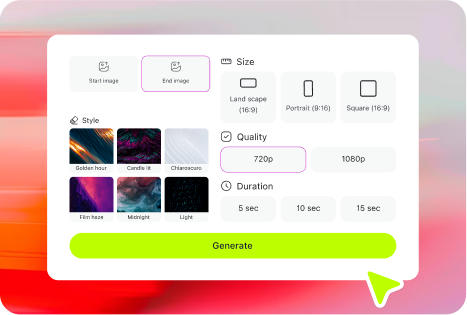 Start image
End image
Style
Golden hour
Candle lit
Chiaroscuro
Film haze
Midnight
Light
Size
Land scape
(16:9)
Portrait (9:16)
Square (16:9)
Quality
720p
1080p
Duration
5 sec
10 sec
15 sec
Generate